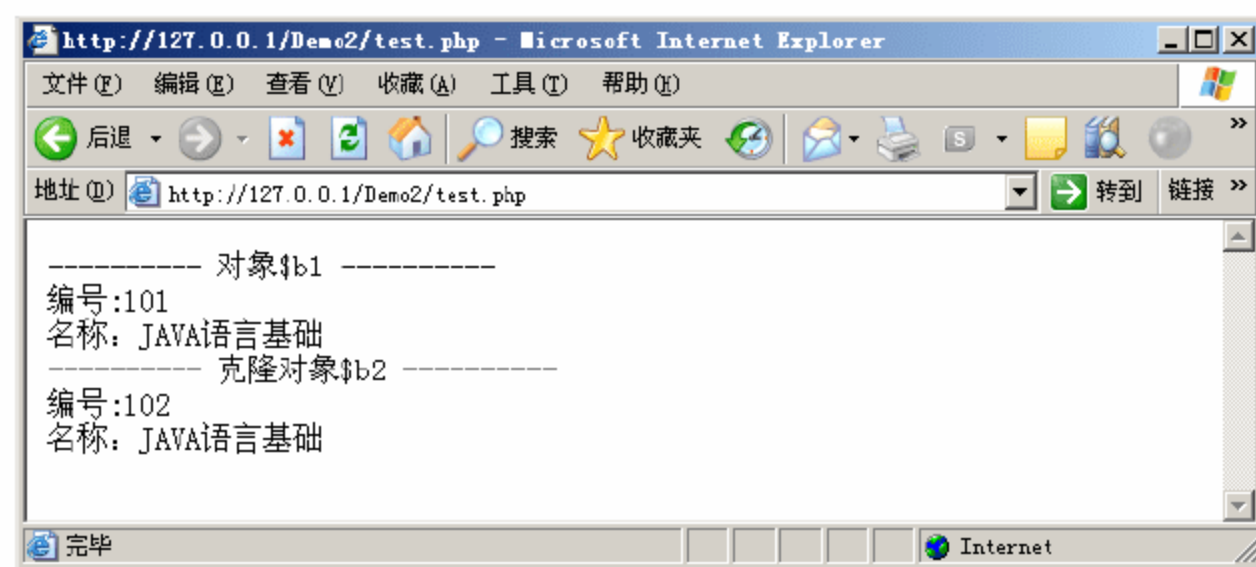 http://127.0.0.1/Demo2/test.php - Microsoft Internet Explorer
文件(F) 编辑(E) 查看(V) 收藏(A) 工具(T) 帮助(H)
后退 搜索 收藏夹 S »
地址(D) http://127.0.0.1/Demo2/test.php 转到 链接 »
---------- 对象$b1 ----------
编号:101
名称: JAVA语言基础
---------- 克隆对象$b2 ----------
编号:102
名称: JAVA语言基础
完毕 Internet